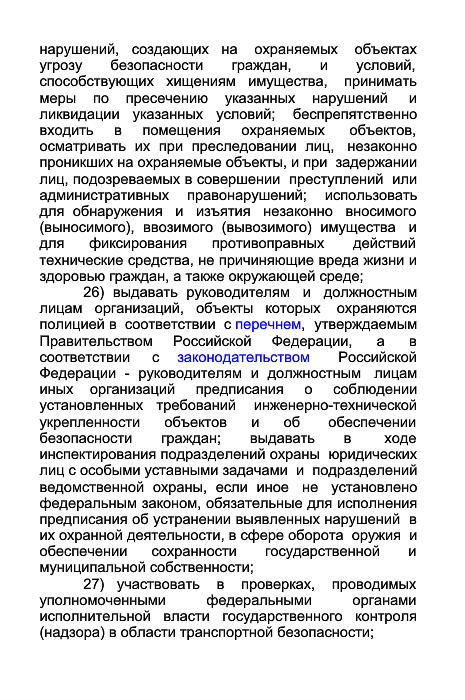 нарушений, создающих на охраняемых объектах
угрозу безопасности граждан, и условий,
способствующих хищениям имущества, принимать
меры по пресечению указанных нарушений и
ликвидации указанных условий; беспрепятственно
входить в помещения охраняемых объектов,
осматривать их при преследовании лиц, незаконно
проникших на охраняемые объекты, и при задержании
лиц, подозреваемых в совершении преступлений или
административных правонарушений; использовать
для обнаружения и изъятия незаконно вносимого
(выносимого), ввозимого (вывозимого) имущества и
для фиксирования противоправных действий
технические средства, не причиняющие вреда жизни и
здоровью граждан, а также окружающей среде;
26) выдавать руководителям и должностным
лицам организаций, объекты которых охраняются
полицией в соответствии с перечнем, утверждаемым
Правительством Российской Федерации, а в
соответствии с законодательством Российской
Федерации - руководителям и должностным лицам
иных организаций предписания о соблюдении
установленных требований инженерно-технической
укрепленности объектов и об обеспечении
безопасности граждан; выдавать в ходе
инспектирования подразделений охраны юридических
лиц с особыми уставными задачами и подразделений
ведомственной охраны, если иное не установлено
федеральным законом, обязательные для исполнения
предписания об устранении выявленных нарушений в
их охранной деятельности, в сфере оборота оружия и
обеспечении сохранности государственной и
муниципальной собственности;
27) участвовать в проверках, проводимых
уполномоченными федеральными органами
исполнительной власти государственного контроля
(надзора) в области транспортной безопасности;